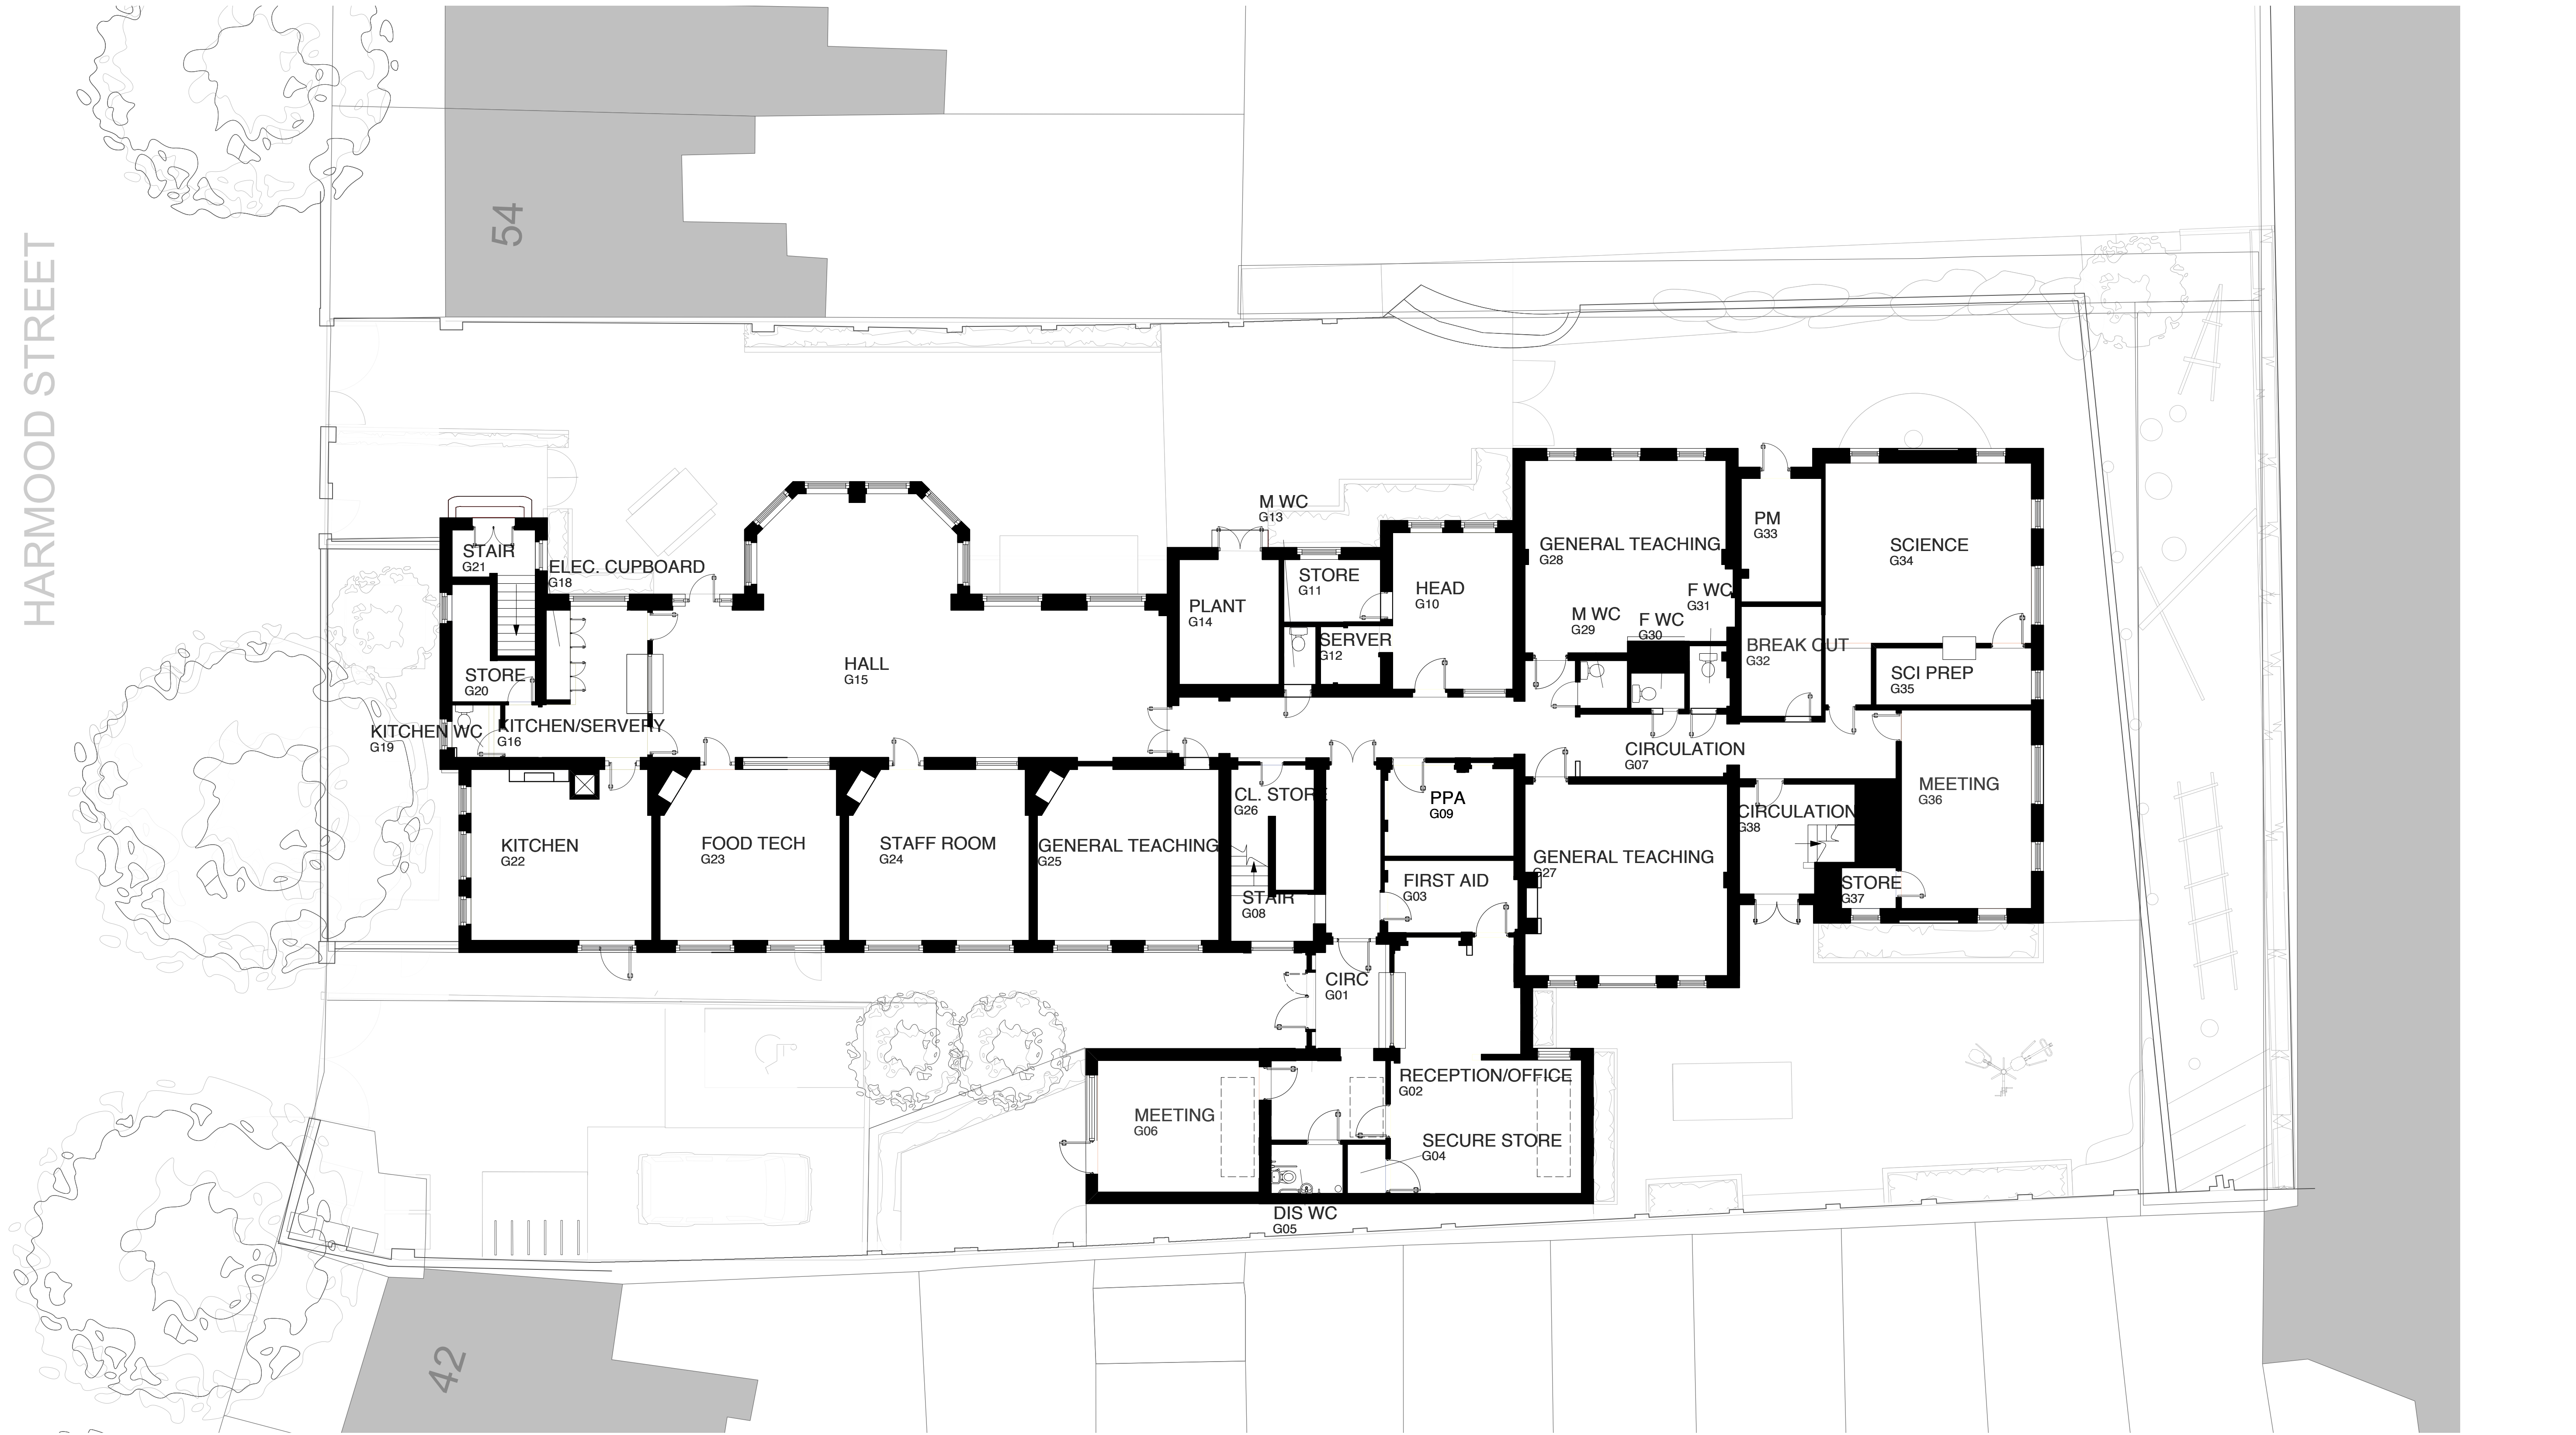 HARMOOD STREET
54
42
STAIR
G21
ELEC. CUPBOARD
G18
STORE
G20
KITCHEN WC
G19
KITCHEN/SERVERY
G16
HALL
G15
KITCHEN
G22
FOOD TECH
G23
STAFF ROOM
G24
GENERAL TEACHING
G25
M WC
G13
PLANT
G14
STORE
G11
SERVER
G12
HEAD
G10
CL. STORE
G26
STAIR
G08
PPA
G09
FIRST AID
G03
CIRC
G01
MEETING
G06
RECEPTION/OFFICE
G02
SECURE STORE
G04
DIS WC
G05
GENERAL TEACHING
G28
M WC
G29
F WC
G30
F WC
G31
PM
G33
BREAK OUT
G32
SCIENCE
G34
SCI PREP
G35
CIRCULATION
G07
GENERAL TEACHING
G27
CIRCULATION
G38
MEETING
G36
STORE
G37